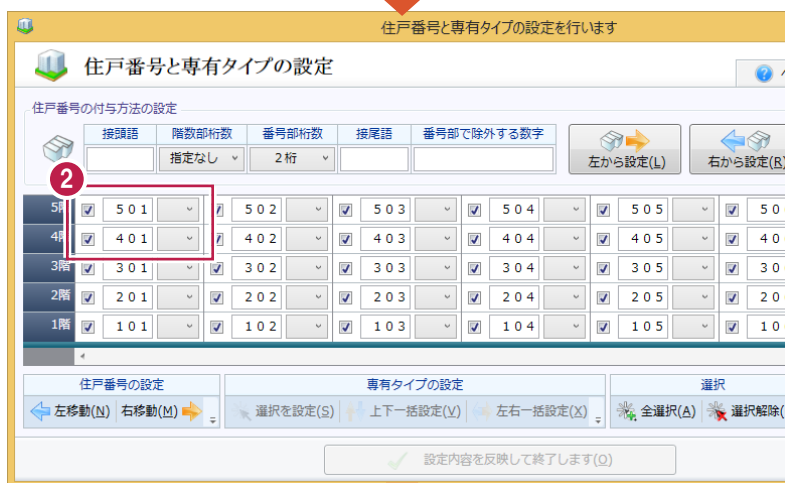 住戸番号と専有タイプの設定を行います
住戸番号と専有タイプの設定
住戸番号の付与方法の設定
接頭語 階数部桁数 番号部桁数 接尾語 番号部で除外する数字
指定なし 2桁
左から設定(L) 右から設定(R)
2
5階 501 502 503 504 505 50
4階 401 402 403 404 405 40
3階 301 302 303 304 305 30
2階 201 202 203 204 205 20
1階 101 102 103 104 105 10
住戸番号の設定 専有タイプの設定 選択
左移動(N) 右移動(M) 選択を設定(S) 上下一括設定(V) 左右一括設定(X) 全選択(A) 選択解除(
設定内容を反映して終了します(O)